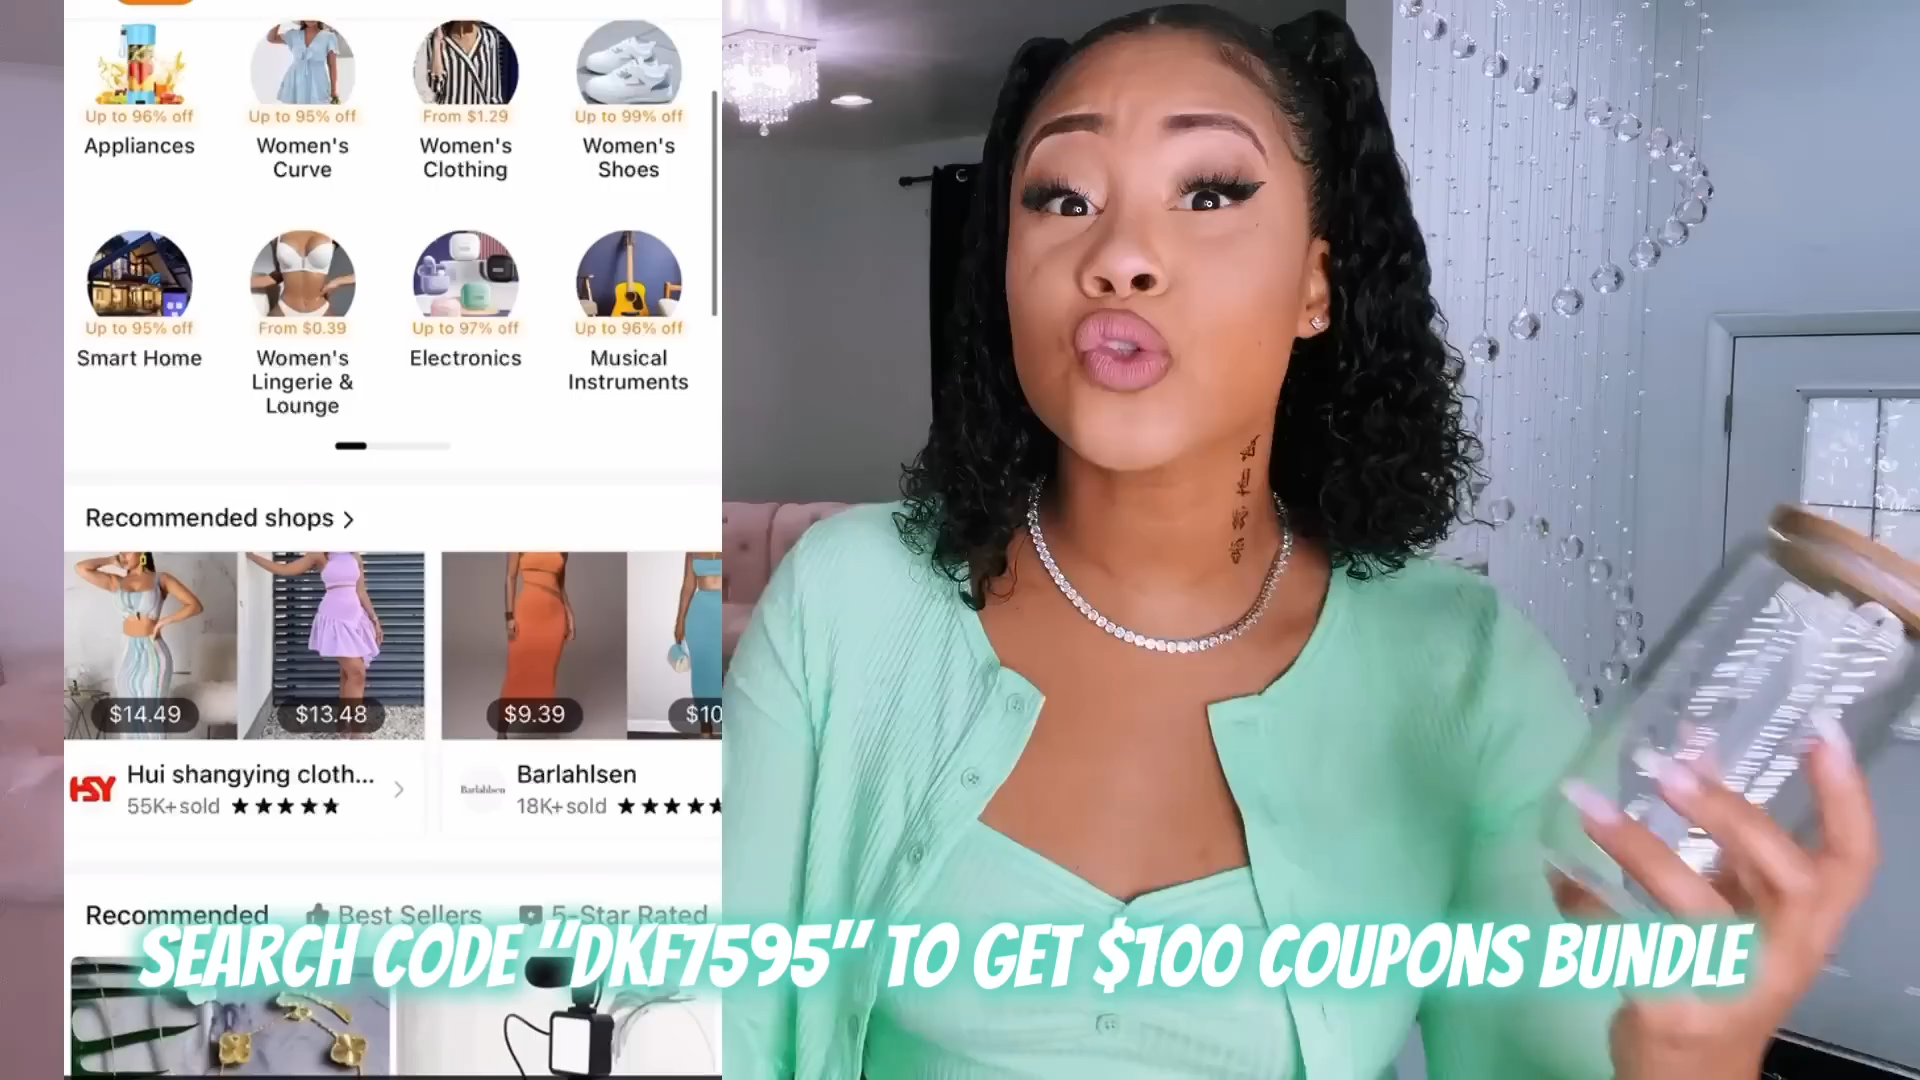 Up to 96% off
Up to 95% off
From $1.29
Up to 99% off
Appliances
Women's
Curve
Women's
Clothing
Women's
Shoes
Up to 95% off
From $0.39
Up to 97% off
Up to 96% off
Smart Home
Women's
Lingerie &
Lounge
Electronics
Musical
Instruments
Recommended shops >
$14.49
$13.48
$9.39
$10
HSY
Hui shangying cloth...
55K+sold
Barlahlsen
Barlahlsen
18K+sold
Recommended
Best Sellers
5-Star Rated
SEARCH CODE "DKF7595" TO GET $100 COUPONS BUNDLE